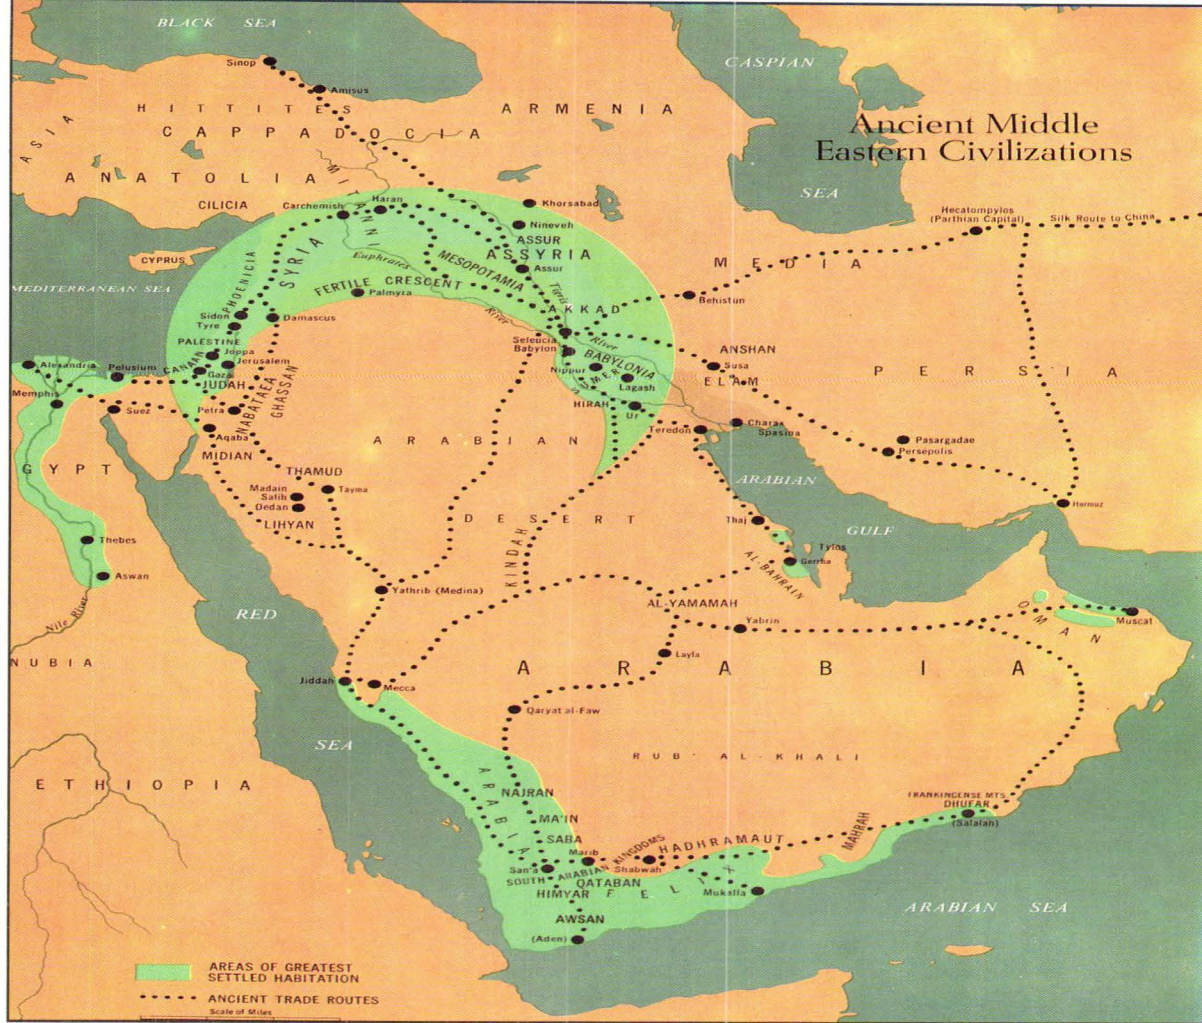 BLACK SEA
CASPIAN
Sinop
Amisus
HITTITES
ARMENIA
Ancient Middle
Eastern Civilizations
ASIA
CAPPADOCIA
MITANNI
ANATOLIA
SEA
CILICIA
Carchemish
Haran
Khorsabad
Hecatompylos
(Parthian Capital)
Silk Route to China
Nineveh
ASSUR
ASSYRIA
SYRIA
CYPRUS
Euphrates
MESOPOTAMIA
Assur
MEDIA
PHOENICIA
MEDITERRANEAN SEA
FERTILE CRESCENT
Palmyra
Tigris
Behistun
River
AKKAD
Sidon
Tyre
Damascus
PALESTINE
Seleucia
River
Babylon
BABYLONIA
ANSHAN
Joppa
Alexandria
Pelusium
CANAAN
Jerusalem
Gaza
Nippur
SUMER
Susa
PERSIA
JUDAH
Lagash
ELAM
Memphis
NABATAEA
GHASSAN
HIRAH
Suez
Petra
Ur
Aqaba
Teredon
Charax
Spasina
ARABIAN
Pasargadae
Persepolis
MIDIAN
EGYPT
THAMUD
ARABIAN
Madain
Salih
Tayma
Dedan
Hormuz
LIHYAN
DESERT
Thaj
GULF
Thebes
KINDAH
Tylos
Gerrha
AL-BAHRAIN
Aswan
Yathrib (Medina)
AL-YAMAMAH
OMAN
Muscat
Nile River
RED
Yabrin
NUBIA
Layla
ARABIA
Jiddah
Mecca
Qaryat al-Faw
SEA
RUB' AL-KHALI
ETHIOPIA
ARABIA
NAJRAN
FRANKINCENSE MTS.
DHUFAR
(Salalah)
MA'IN
SABA
MAHRAH
Marib
HADHRAMAUT
San'a
SOUTH ARABIAN KINGDOMS
Shabwah
QATABAN
HIMYAR
FELIX
Mukalla
ARABIAN SEA
AWSAN
(Aden)
AREAS OF GREATEST
SETTLED HABITATION
ANCIENT TRADE ROUTES
Scale of Miles